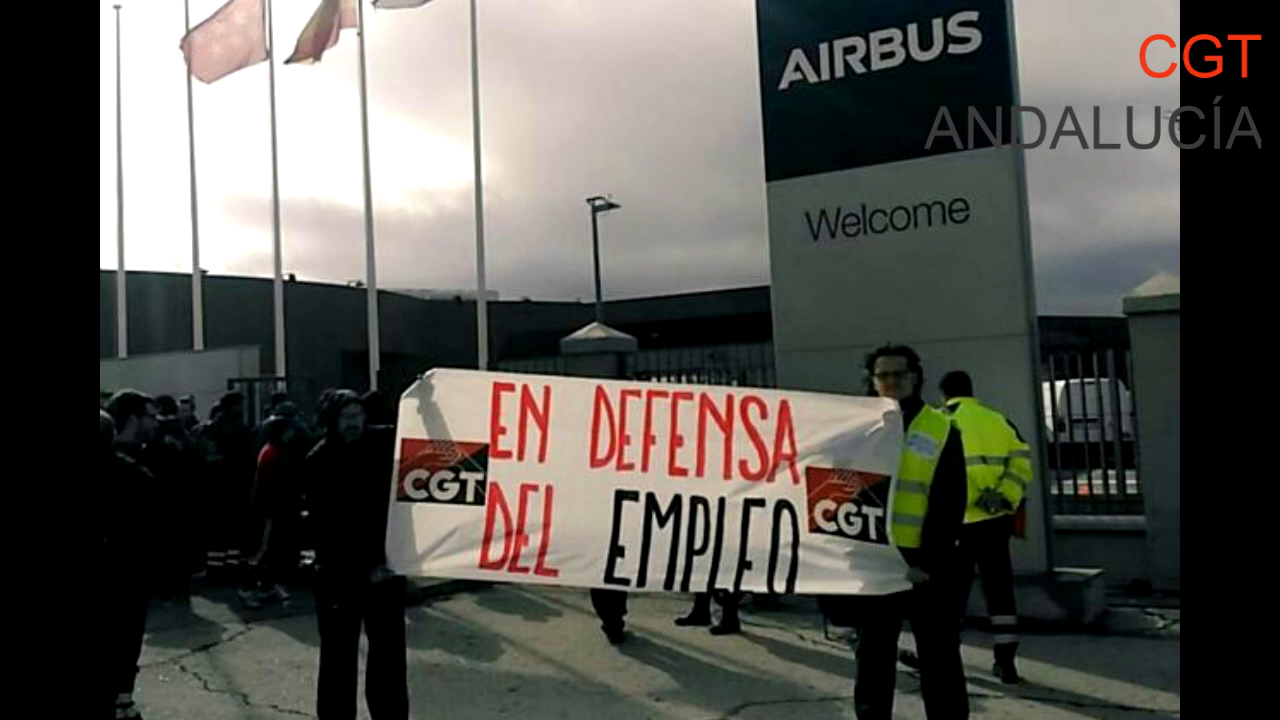 AIRBUS
CGT
ANDALUCÍA
Welcome
EN DEFENSA
DEL EMPLEO
CGT
CGT